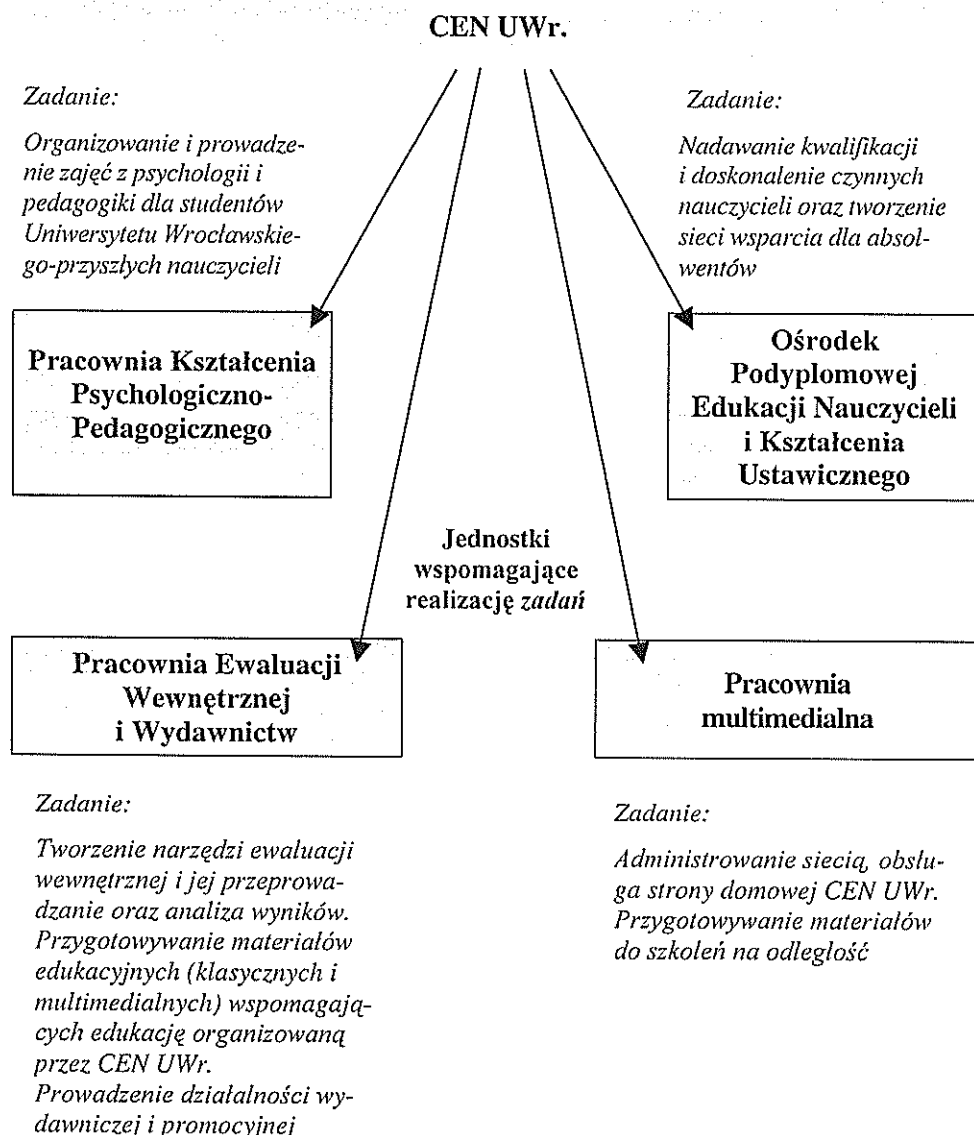 CEN UWr.
Zadanie:
Organizowanie i prowadze-
nie zajęć z psychologii i
pedagogiki dla studentów
Uniwersytetu Wrocławskie-
go-przyszłych nauczycieli
Zadanie:
Nadawanie kwalifikacji
i doskonalenie czynnych
nauczycieli oraz tworzenie
sieci wsparcia dla absol-
wentów
Pracownia Kształcenia
Psychologiczno-
Pedagogicznego
Ośrodek
Podyplomowej
Edukacji Nauczycieli
i Kształcenia
Ustawicznego
Jednostki
wspomagające
realizację zadań
Pracownia Ewaluacji
Wewnętrznej
i Wydawnictw
Pracownia
multimedialna
Zadanie:
Tworzenie narzędzi ewaluacji
wewnętrznej i jej przeprowa-
dzanie oraz analiza wyników.
Przygotowywanie materiałów
edukacyjnych (klasycznych i
multimedialnych) wspomagają-
cych edukację organizowaną
przez CEN UWr.
Prowadzenie działalności wy-
dawniczej i promocyjnej
Zadanie:
Administrowanie siecią, obsłu-
ga strony domowej CEN UWr.
Przygotowywanie materiałów
do szkoleń na odległość